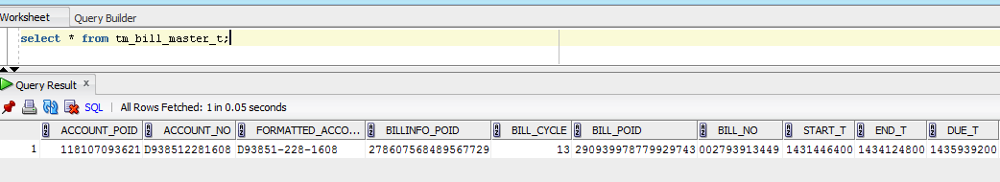 Worksheet Query Builder
select * from tm_bill_master_t;
Query Result x
SQL | All Rows Fetched: 1 in 0.05 seconds
ACCOUNT_POID ACCOUNT_NO FORMATTED_ACCO... BILLINFO_POID BILL_CYCLE BILL_POID BILL_NO START_T END_T DUE_T
1 118107093621 D938512281608 D93851-228-1608 278607568489567729 13 290939978779929743 002793913449 1431446400 1434124800 1435939200